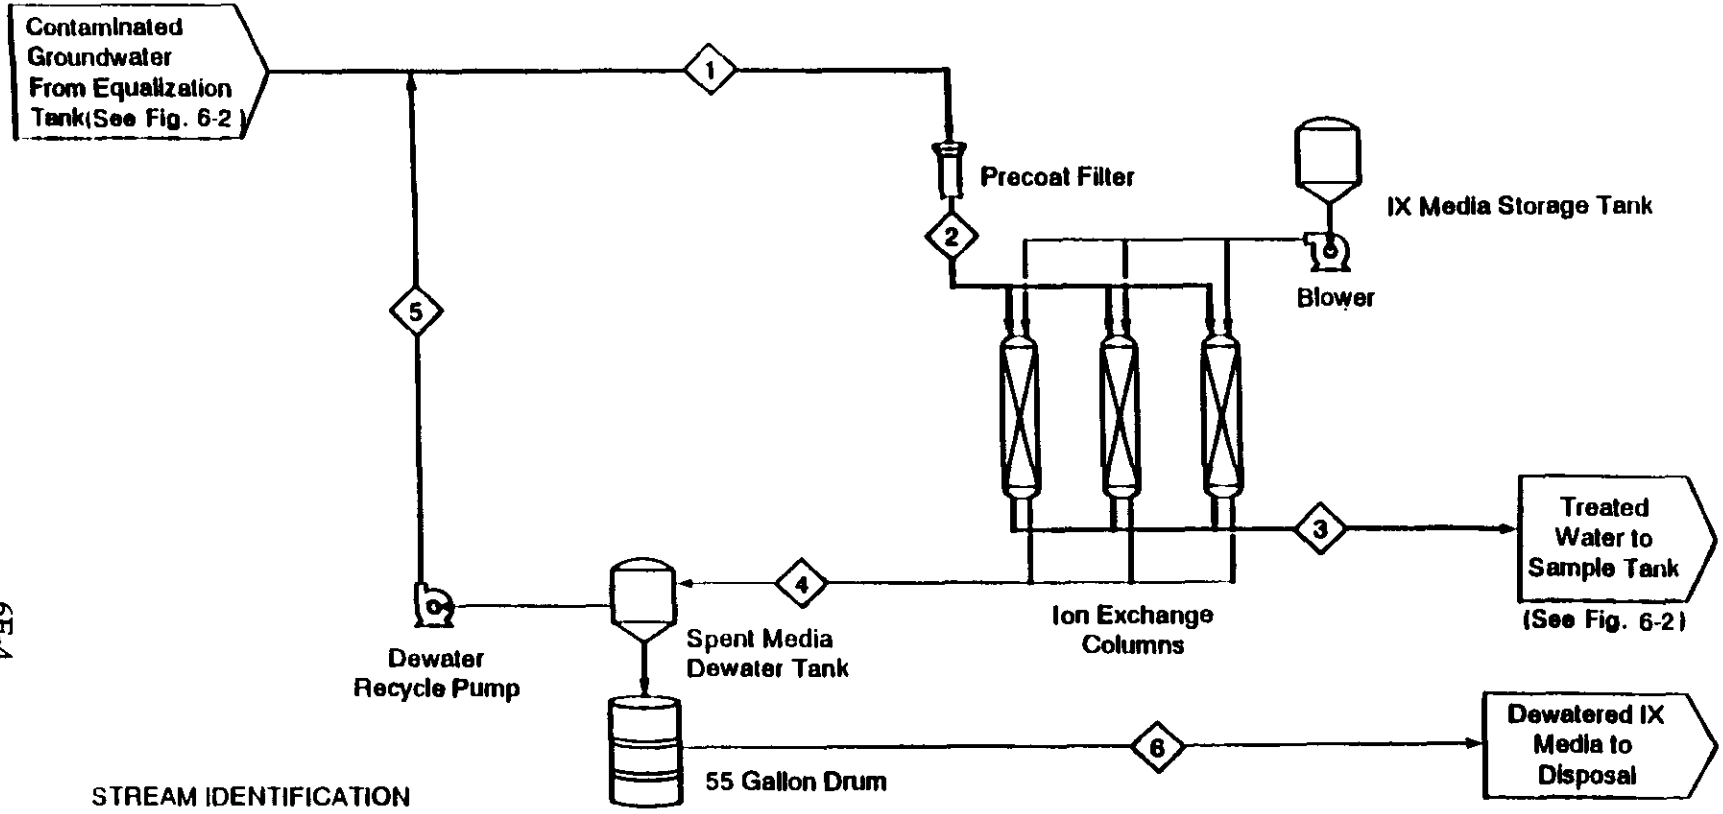 Contaminated
Groundwater
From Equalization
Tank(See Fig. 6-2)
1
Precoat Filter
IX Media Storage Tank
2
Blower
5
3
Treated
Water to
Sample Tank
(See Fig. 6-2)
4
Ion Exchange
Columns
Spent Media
Dewater Tank
Dewater
Recycle Pump
Dewatered IX
Media to
Disposal
6
55 Gallon Drum
STREAM IDENTIFICATION